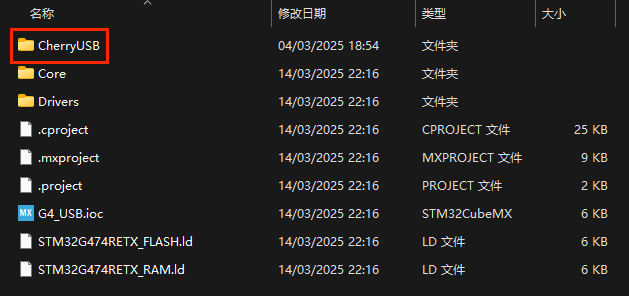 名称 修改日期 类型 大小
CherryUSB 04/03/2025 18:54 文件夹
Core 14/03/2025 22:16 文件夹
Drivers 14/03/2025 22:16 文件夹
.cproject 14/03/2025 22:16 CPROJECT 文件 25 KB
.mxproject 14/03/2025 22:16 MXPROJECT 文件 9 KB
.project 14/03/2025 22:16 PROJECT 文件 2 KB
MX G4_USB.ioc 14/03/2025 22:16 STM32CubeMX 6 KB
STM32G474RETX_FLASH.ld 14/03/2025 22:16 LD 文件 6 KB
STM32G474RETX_RAM.ld 14/03/2025 22:16 LD 文件 6 KB